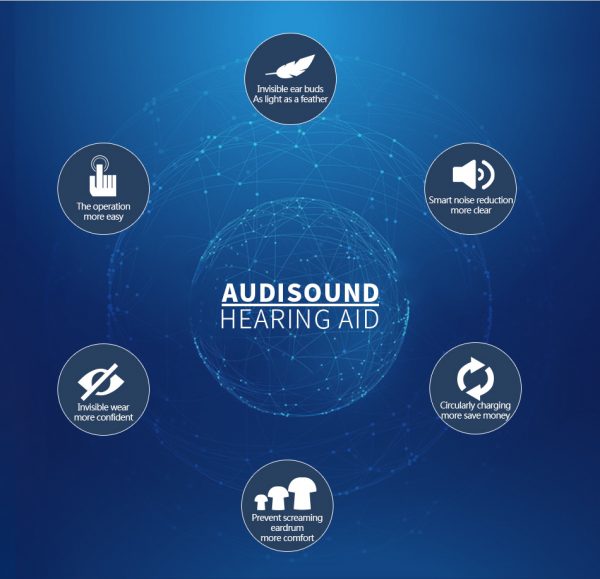 Invisible ear buds
As light as a feather
The operation
more easy
Smart noise reduction
more clear
AUDISOUND
HEARING AID
Invisible wear
more confident
Circularly charging
more save money
Prevent screaming
eardrum
more comfort